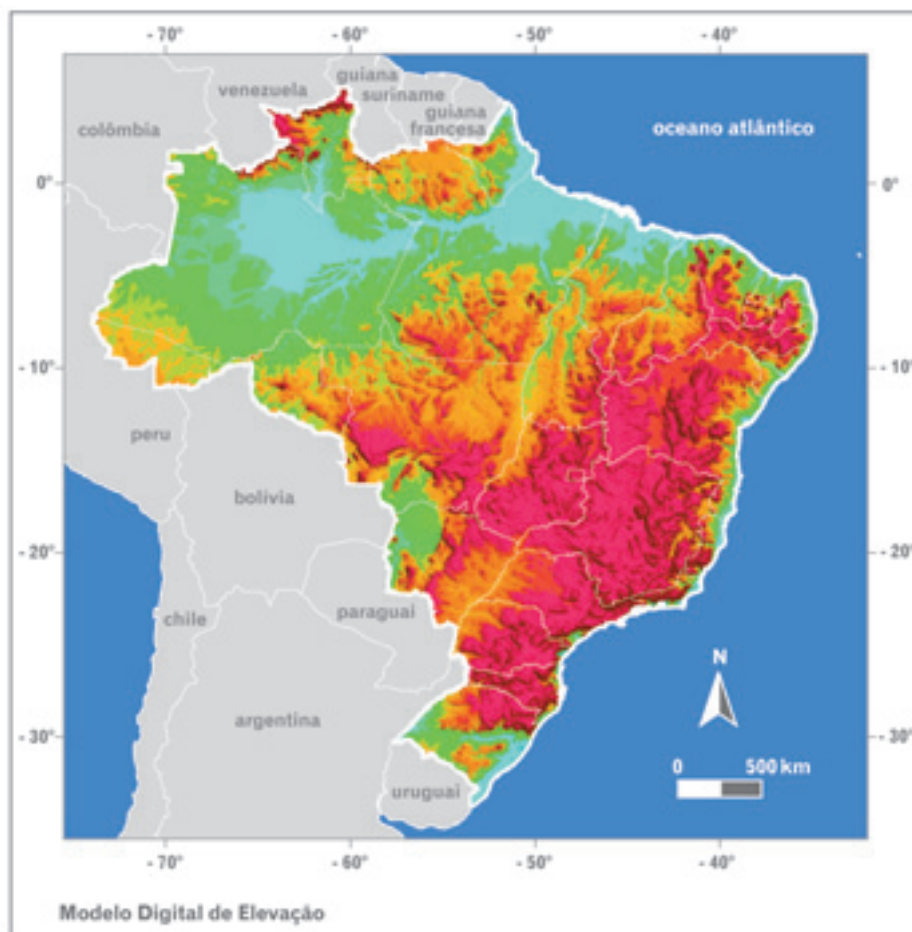 - 70° - 60° - 50° - 40°
guiana
venezuela
suriname
guiana
francesa
colômbia
oceano atlântico
0° 0°
- 10° - 10°
peru
bolívia
- 20° - 20°
paraguai
chile
N
argentina
- 30° - 30°
0 500 km
uruguai
- 70° - 60° - 50° - 40°
Modelo Digital de Elevação